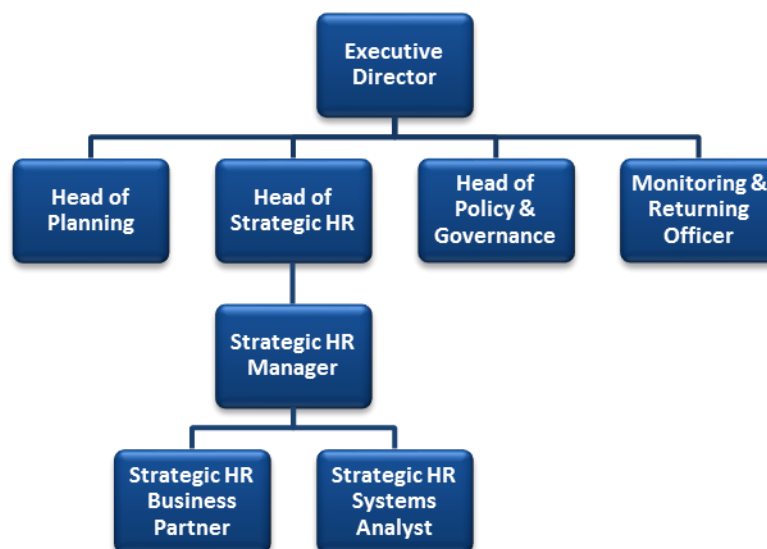 Executive
Director
Head of
Planning
Head of
Strategic HR
Head of
Policy &
Governance
Monitoring &
Returning
Officer
Strategic HR
Manager
Strategic HR
Business
Partner
Strategic HR
Systems
Analyst